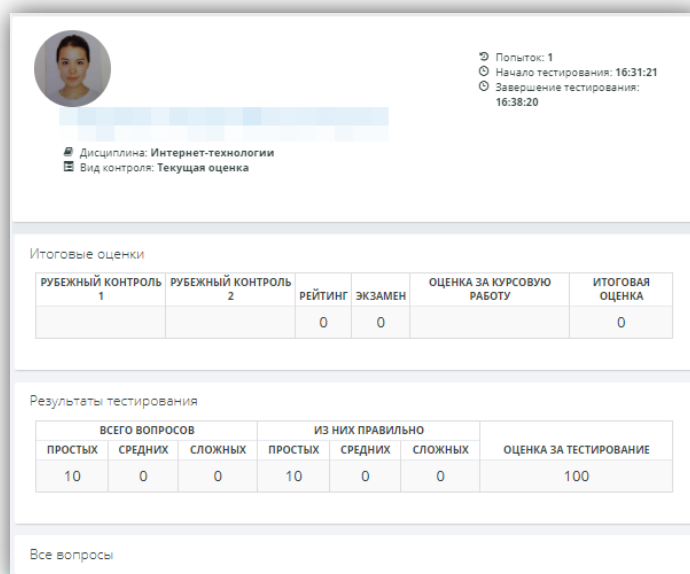 Попыток: 1
Начало тестирования: 16:31:21
Завершение тестирования:
16:38:20
Дисциплина: Интернет-технологии
Вид контроля: Текущая оценка
Итоговые оценки
РУБЕЖНЫЙ КОНТРОЛЬ 1 РУБЕЖНЫЙ КОНТРОЛЬ 2 РЕЙТИНГ ЭКЗАМЕН ОЦЕНКА ЗА КУРСОВУЮ РАБОТУ ИТОГОВАЯ ОЦЕНКА
0 0 0
Результаты тестирования
ВСЕГО ВОПРОСОВ ИЗ НИХ ПРАВИЛЬНО
ПРОСТЫХ СРЕДНИХ СЛОЖНЫХ ПРОСТЫХ СРЕДНИХ СЛОЖНЫХ ОЦЕНКА ЗА ТЕСТИРОВАНИЕ
10 0 0 10 0 0 100
Все вопросы